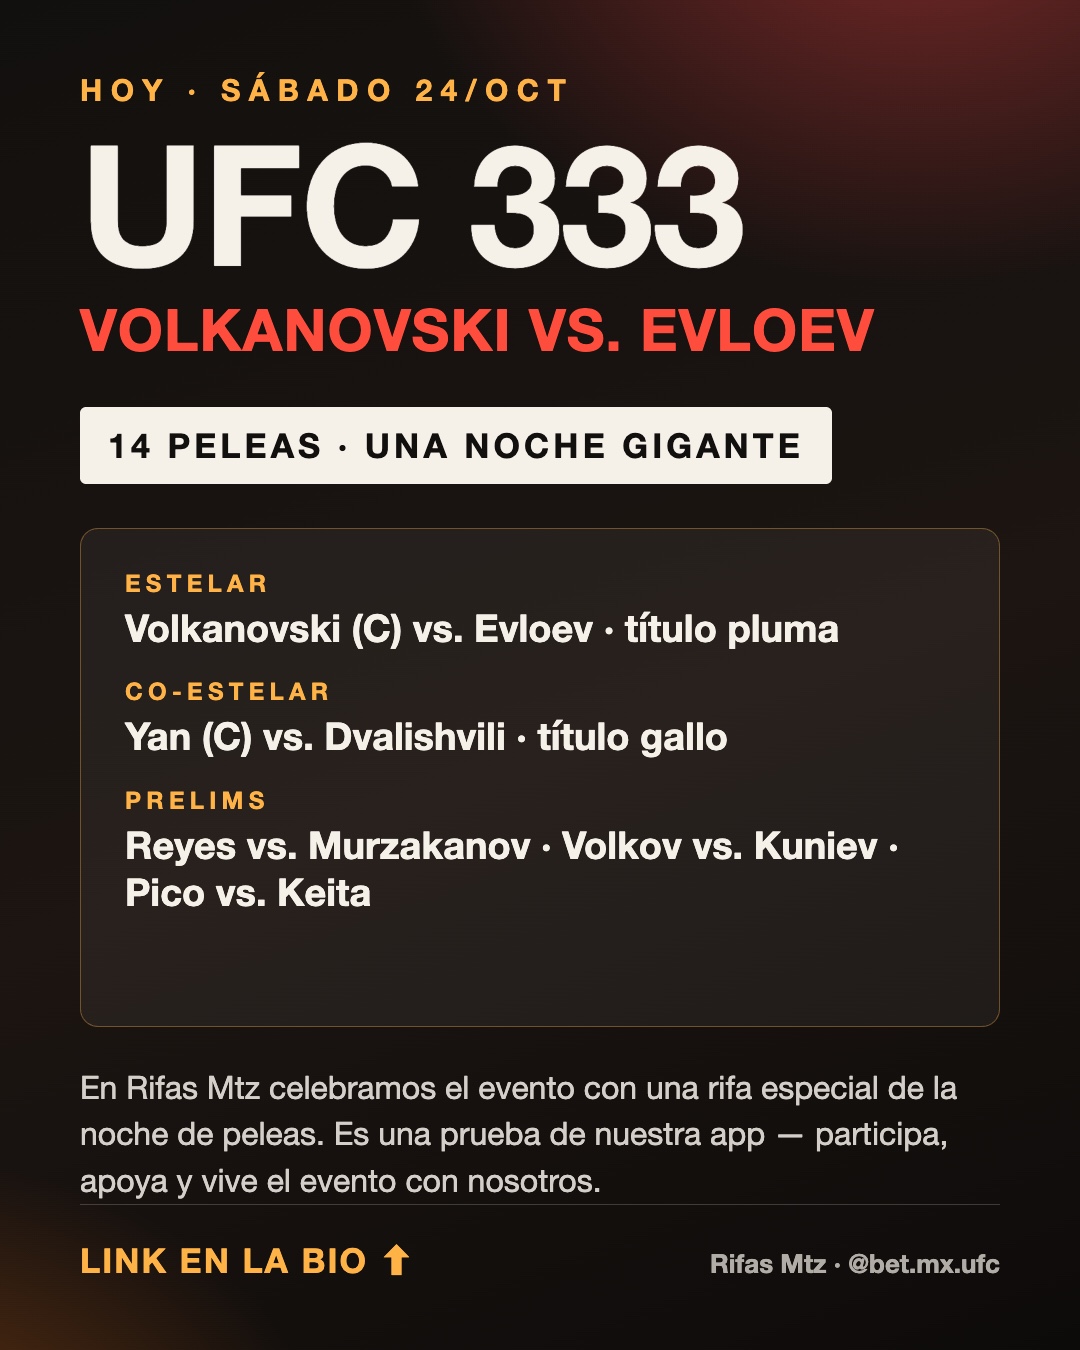 HOY · SÁBADO 24/OCT
UFC 333
VOLKANOVSKI VS. EVLOEV
14 PELEAS · UNA NOCHE GIGANTE
ESTELAR
Volkanovski (C) vs. Evloev · título pluma
CO-ESTELAR
Yan (C) vs. Dvalishvili · título gallo
PRELIMS
Reyes vs. Murzakanov · Volkov vs. Kuniev ·
Pico vs. Keita
En Rifas Mtz celebramos el evento con una rifa especial de la
noche de peleas. Es una prueba de nuestra app — participa,
apoya y vive el evento con nosotros.
LINK EN LA BIO ⬆
Rifas Mtz · @bet.mx.ufc